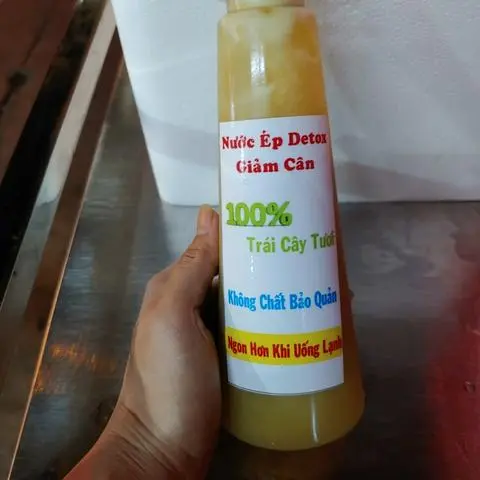 Nước Ép Detox
Giảm Cân
100%
Trái Cây Tươi
Không Chất Bảo Quản
Ngon Hơn Khi Uống Lạnh